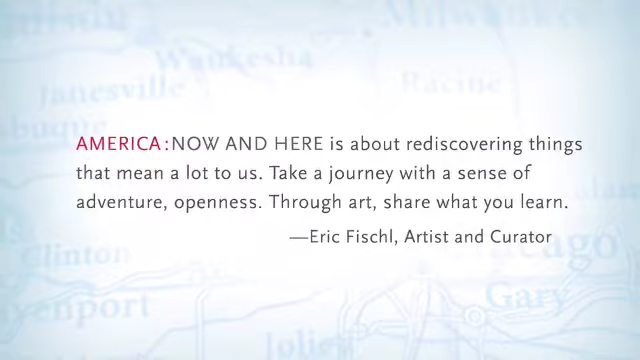 Milwaukee
Waukesha
Janesville
Racine
AMERICA:NOW AND HERE is about rediscovering things
that mean a lot to us. Take a journey with a sense of
adventure, openness. Through art, share what you learn.
—Eric Fischl, Artist and Curator
Clinton
Gary